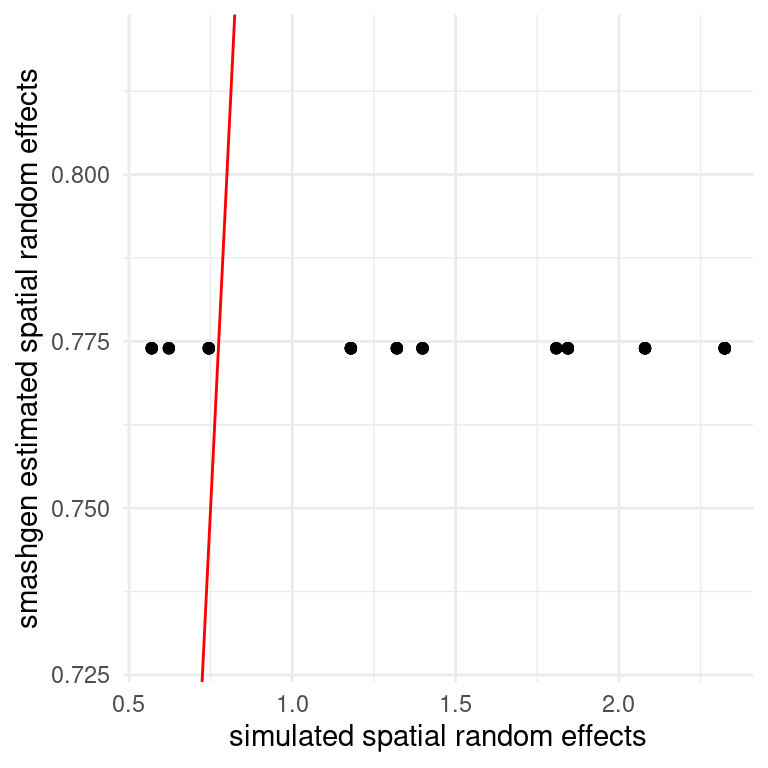 smashgen estimated spatial random effects
0.800
0.775
0.750
0.725
0.5 1.0 1.5 2.0
simulated spatial random effects